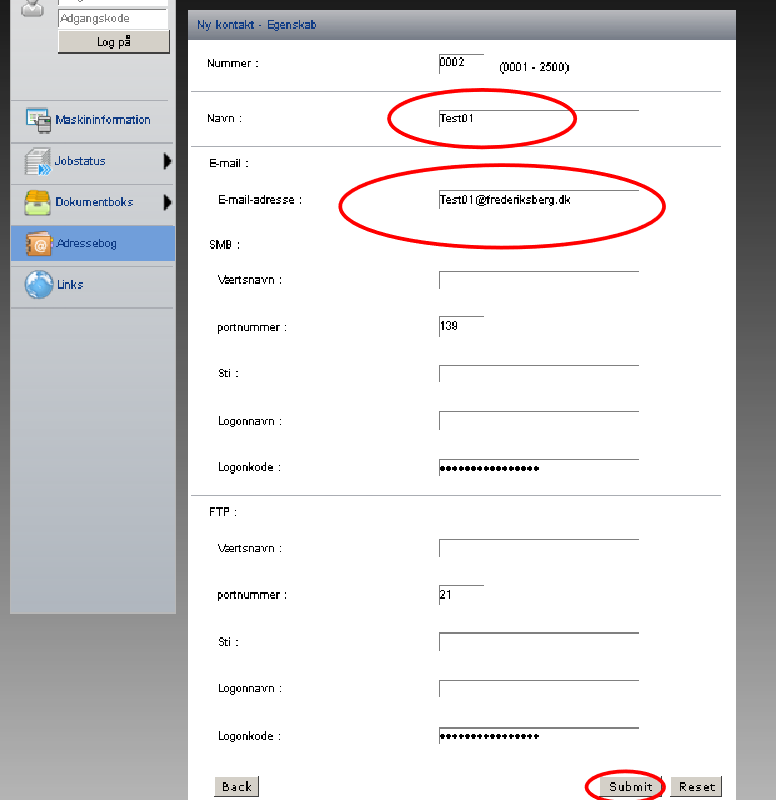 Adgangskode
Log på
Maskininformation
Jobstatus
Dokumentboks
Adressebog
Links
Ny kontakt - Egenskab
Nummer : 0002 (0001 - 2500)
Navn : Test01
E-mail :
E-mail-adresse : Test01@frederiksberg.dk
SMB :
Værtsnavn :
portnummer : 139
Sti :
Logonnavn :
Logonkode : ••••••••••••••••
FTP :
Værtsnavn :
portnummer : 21
Sti :
Logonnavn :
Logonkode : ••••••••••••••••
Back Submit Reset